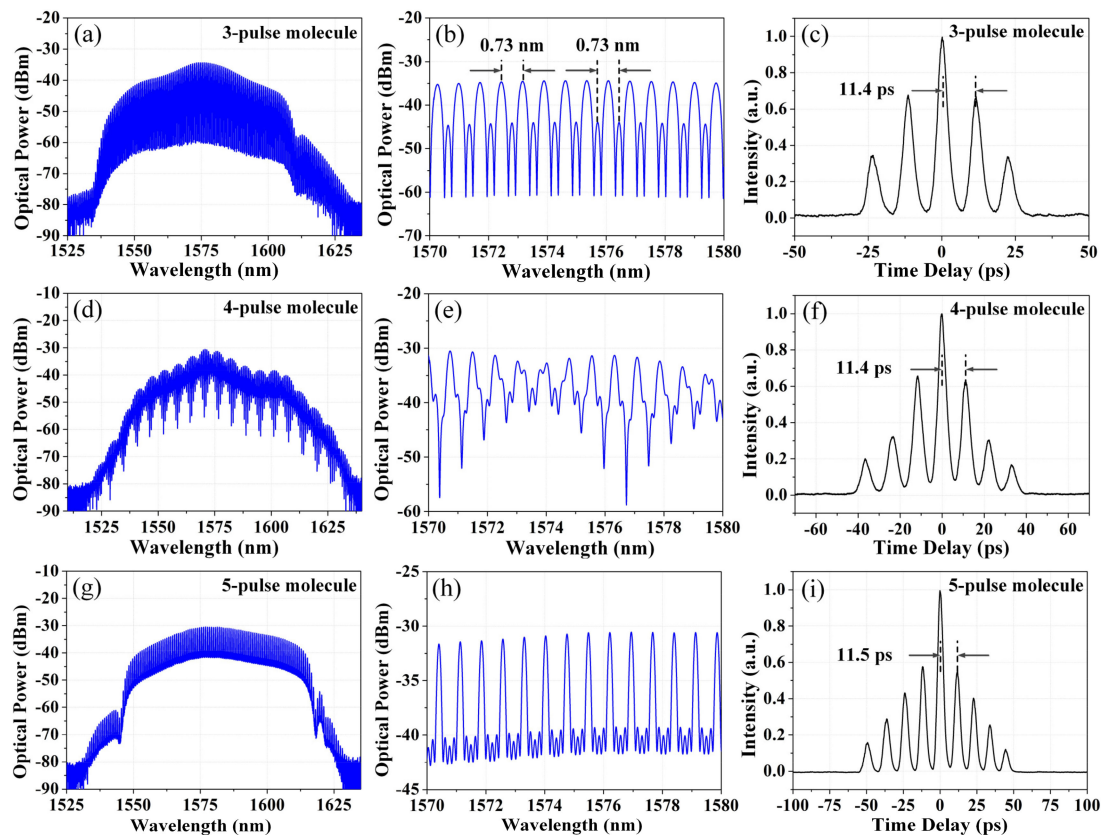 (a) 3-pulse molecule
-20
-30
-40
-50
-60
-70
-80
-90
1525 1550 1575 1600 1625
Wavelength (nm)
Optical Power (dBm)
(b)
0.73 nm 0.73 nm
-20
-30
-40
-50
-60
-70
1570 1572 1574 1576 1578 1580
Wavelength (nm)
Optical Power (dBm)
(c) 3-pulse molecule
11.4 ps
1.0
0.8
0.6
0.4
0.2
0.0
-50 -25 0 25 50
Time Delay (ps)
Intensity (a.u.)
(d) 4-pulse molecule
-10
-20
-30
-40
-50
-60
-70
-80
-90
1525 1550 1575 1600 1625
Wavelength (nm)
Optical Power (dBm)
(e)
-20
-30
-40
-50
-60
1570 1572 1574 1576 1578 1580
Wavelength (nm)
Optical Power (dBm)
(f) 4-pulse molecule
11.4 ps
1.0
0.8
0.6
0.4
0.2
0.0
-60 -40 -20 0 20 40 60
Time Delay (ps)
Intensity (a.u.)
(g) 5-pulse molecule
-10
-20
-30
-40
-50
-60
-70
-80
-90
1525 1550 1575 1600 1625
Wavelength (nm)
Optical Power (dBm)
(h)
-25
-30
-35
-40
-45
1570 1572 1574 1576 1578 1580
Wavelength (nm)
Optical Power (dBm)
(i) 5-pulse molecule
11.5 ps
1.0
0.8
0.6
0.4
0.2
0.0
-100 -75 -50 -25 0 25 50 75 100
Time Delay (ps)
Intensity (a.u.)